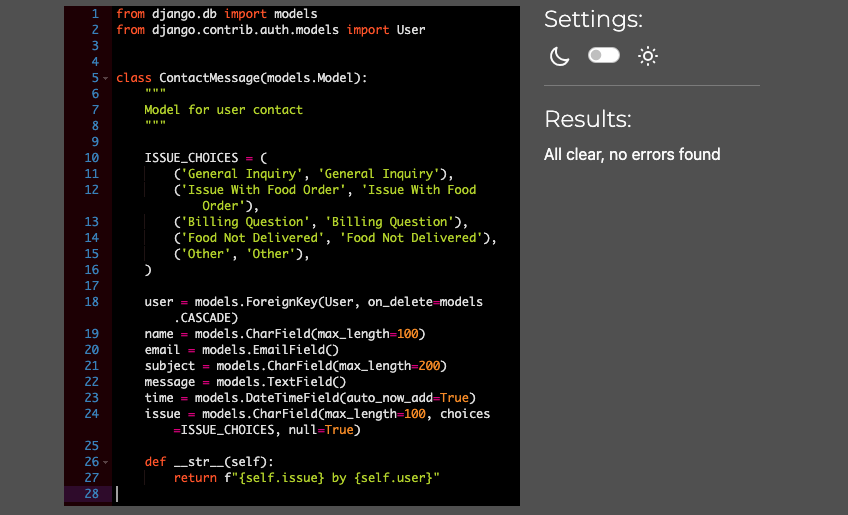 1 from django.db import models
2 from django.contrib.auth.models import User
3
4
5 class ContactMessage(models.Model):
6 """
7 Model for user contact
8 """
9
10 ISSUE_CHOICES = (
11 ('General Inquiry', 'General Inquiry'),
12 ('Issue With Food Order', 'Issue With Food
Order'),
13 ('Billing Question', 'Billing Question'),
14 ('Food Not Delivered', 'Food Not Delivered'),
15 ('Other', 'Other'),
16 )
17
18 user = models.ForeignKey(User, on_delete=models
.CASCADE)
19 name = models.CharField(max_length=100)
20 email = models.EmailField()
21 subject = models.CharField(max_length=200)
22 message = models.TextField()
23 time = models.DateTimeField(auto_now_add=True)
24 issue = models.CharField(max_length=100, choices
=ISSUE_CHOICES, null=True)
25
26 def __str__(self):
27 return f"{self.issue} by {self.user}"
28
Settings:
Results:
All clear, no errors found